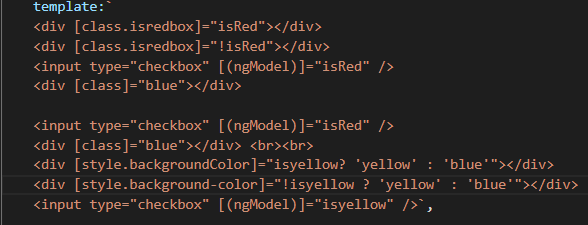 template:`
<div [class.isredbox]="isRed"></div>
<div [class.isredbox]="!isRed"></div>
<input type="checkbox" [(ngModel)]="isRed" />
<div [class]="blue"></div>
<input type="checkbox" [(ngModel)]="isRed" />
<div [class]="blue"></div> <br><br>
<div [style.backgroundColor]="isyellow? 'yellow' : 'blue'"></div>
<div [style.background-color]="!isyellow ? 'yellow' : 'blue'"></div>
<input type="checkbox" [(ngModel)]="isyellow" />`,